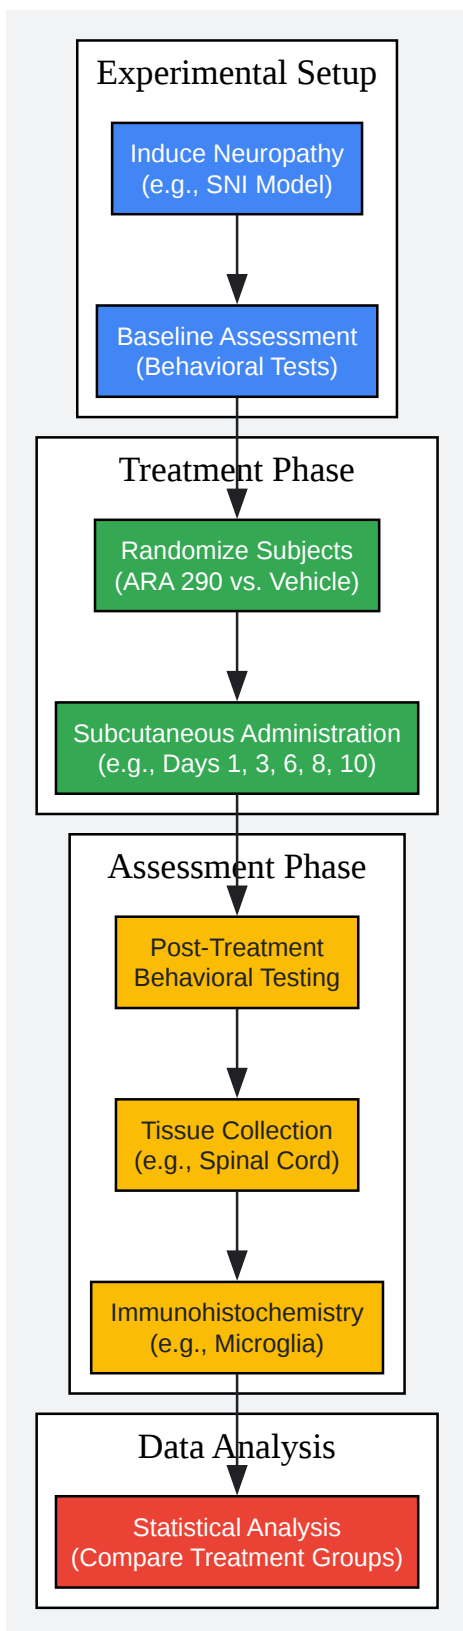 Experimental Setup
Induce Neuropathy
(e.g., SNI Model)
Baseline Assessment
(Behavioral Tests)
Treatment Phase
Randomize Subjects
(ARA 290 vs. Vehicle)
Subcutaneous Administration
(e.g., Days 1, 3, 6, 8, 10)
Assessment Phase
Post-Treatment
Behavioral Testing
Tissue Collection
(e.g., Spinal Cord)
Immunohistochemistry
(e.g., Microglia)
Data Analysis
Statistical Analysis
(Compare Treatment Groups)